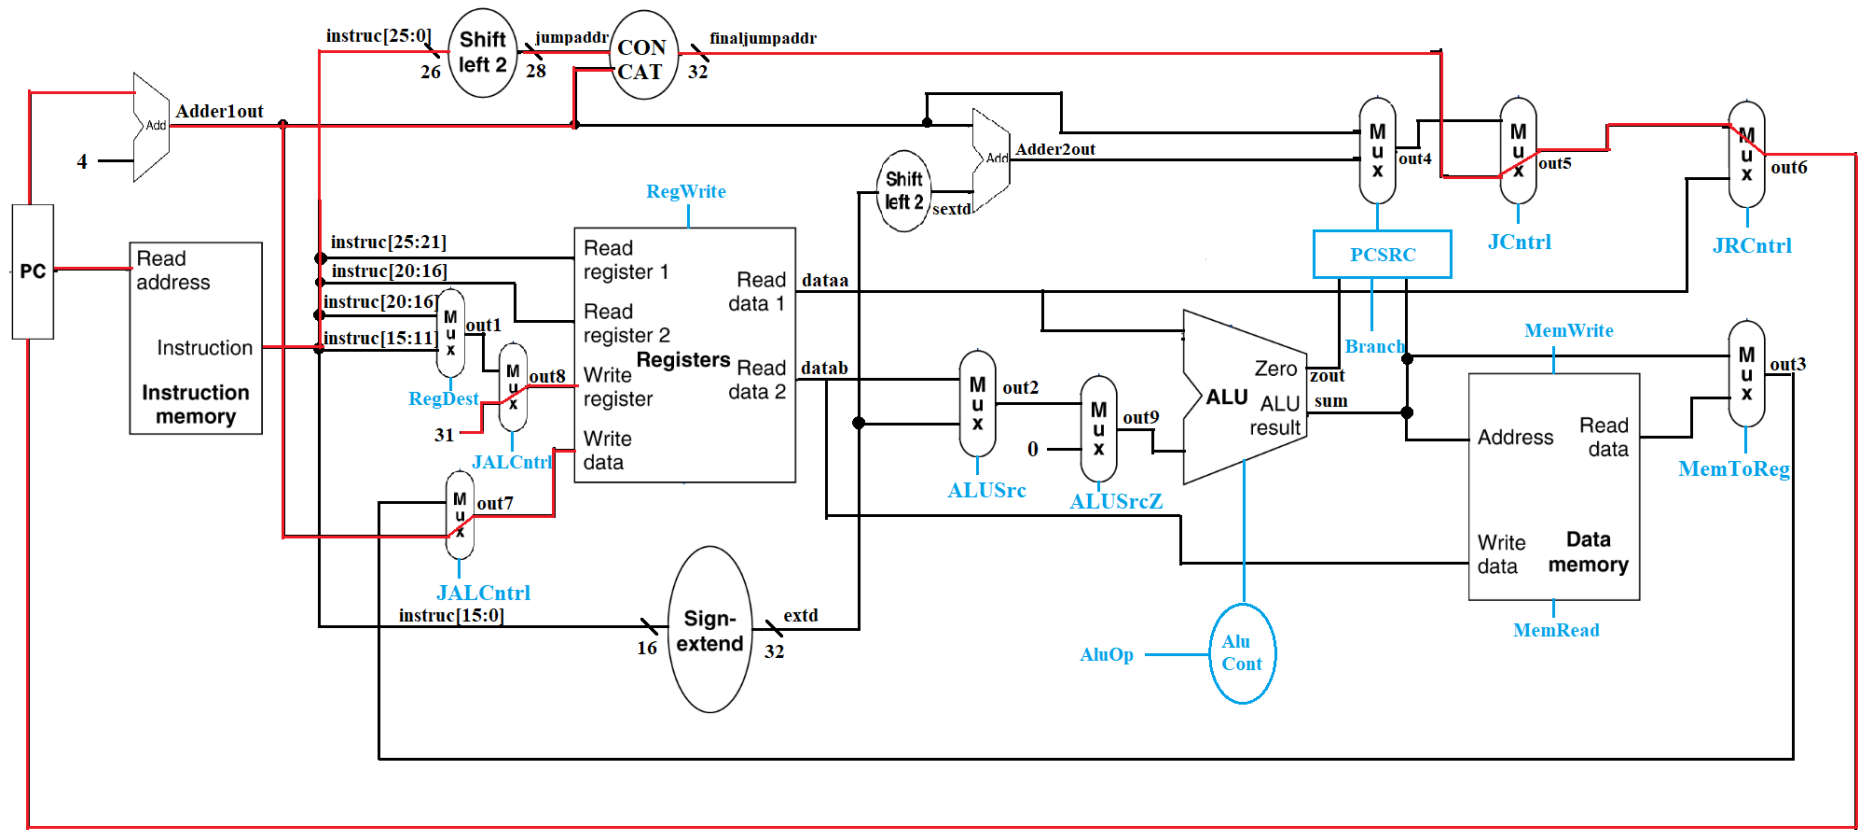 instruc[25:0]
26
Shift
left 2
jumpaddr
28
CON
CAT
finaljumpaddr
32
Adder1out
Add
4
PC
Read
address
Instruction
Instruction
memory
instruc[25:21]
instruc[20:16]
instruc[20:16]
instruc[15:11]
M
u
x
out1
RegDest
M
u
x
out8
31
JALCntrl
M
u
x
out7
JALCntrl
RegWrite
Read
register 1
Read
register 2
Registers
Write
register
Write
data
Read
data 1
Read
data 2
dataa
datab
instruc[15:0]
16
Sign-
extend
extd
32
Shift
left 2
sextd
Add
Adder2out
M
u
x
out4
PCSRC
Branch
M
u
x
out5
JCntrl
M
u
x
out6
JRCntrl
M
u
x
out2
ALUSrc
0
M
u
x
out9
ALUSrcZ
Zero
ALU
ALU
result
zout
sum
AluOp
Alu
Cont
MemWrite
Address
Read
data
Write
data
Data
memory
MemRead
M
u
x
out3
MemToReg